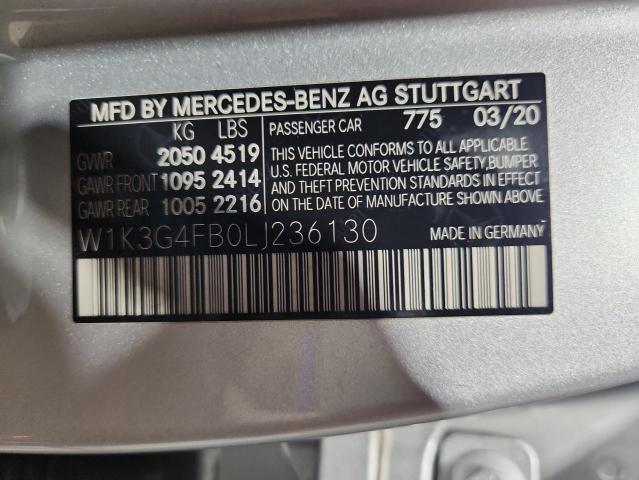 MFD BY MERCEDES-BENZ AG STUTTGART
KG LBS
PASSENGER CAR 775 03/20
GVWR 2050 4519
GAWR FRONT 1095 2414
GAWR REAR 1005 2216
THIS VEHICLE CONFORMS TO ALL APPLICABLE
U.S. FEDERAL MOTOR VEHICLE SAFETY, BUMPER
AND THEFT PREVENTION STANDARDS IN EFFECT
ON THE DATE OF MANUFACTURE SHOWN ABOVE.
W1K3G4FB0LJ236130
MADE IN GERMANY